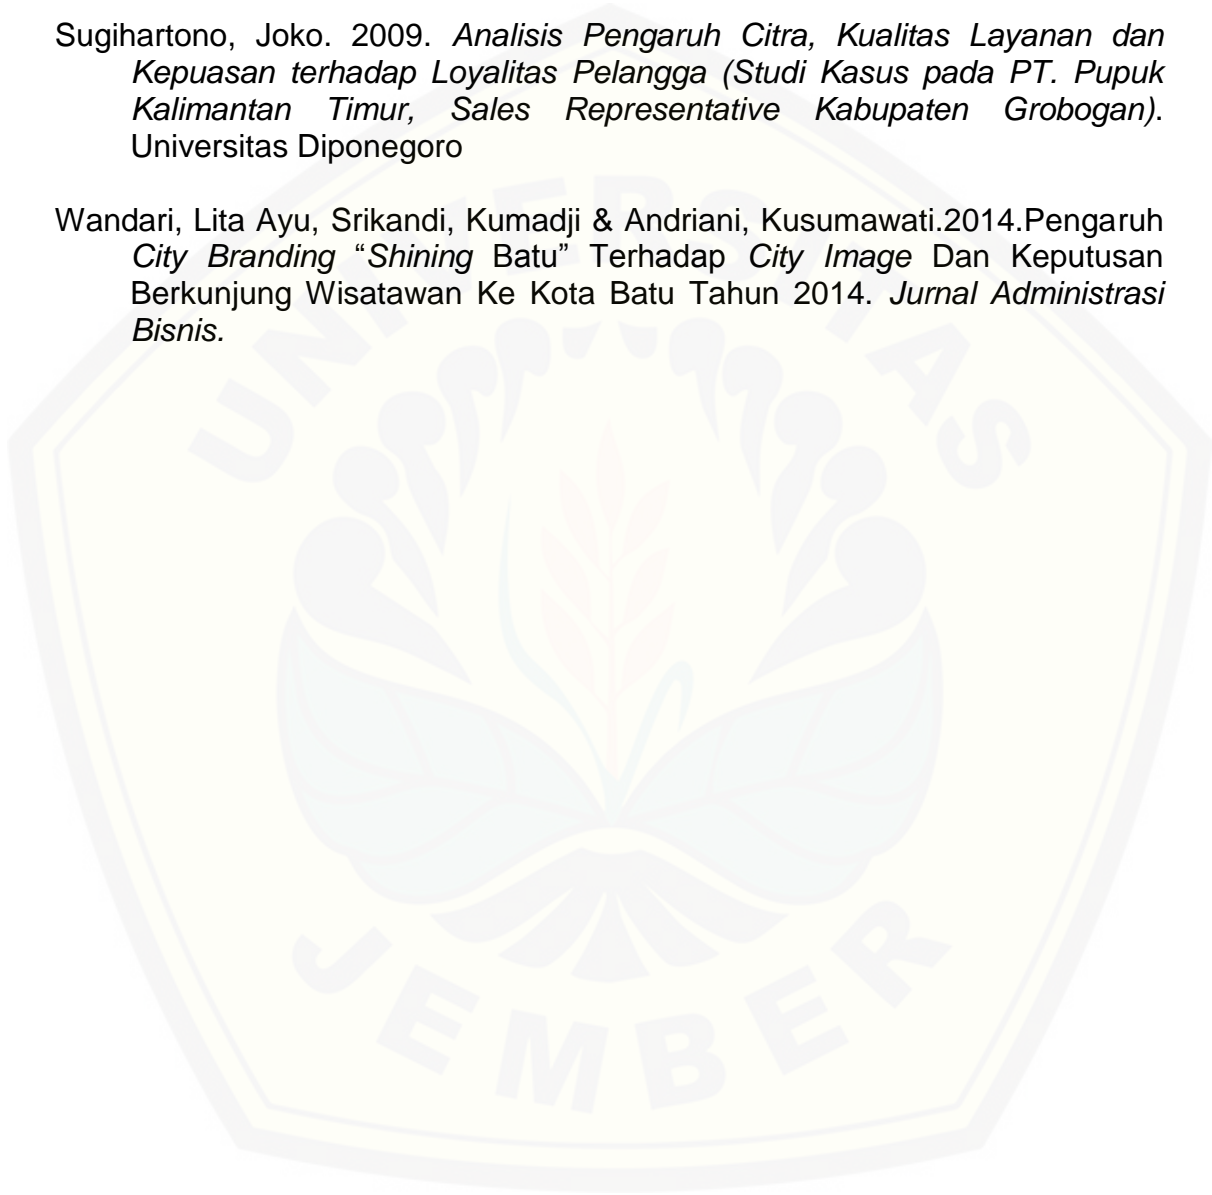 Sugihartono, Joko. 2009. Analisis Pengaruh Citra, Kualitas Layanan dan
Kepuasan terhadap Loyalitas Pelangga (Studi Kasus pada PT. Pupuk
Kalimantan Timur, Sales Representative Kabupaten Grobogan).
Universitas Diponegoro
Wandari, Lita Ayu, Srikandi, Kumadji & Andriani, Kusumawati.2014.Pengaruh
City Branding “Shining Batu” Terhadap City Image Dan Keputusan
Berkunjung Wisatawan Ke Kota Batu Tahun 2014. Jurnal Administrasi
Bisnis.
UNIVERSITAS
JEMBER